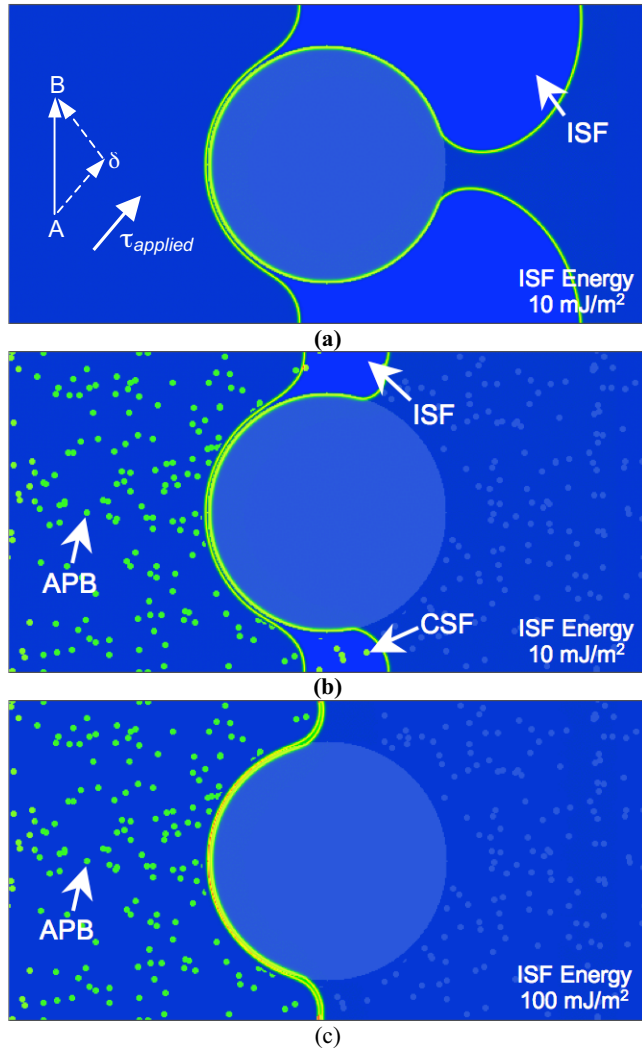 B
δ
A
τapplied
ISF
ISF Energy
10 mJ/m²
(a)
ISF
APB
CSF
ISF Energy
10 mJ/m²
(b)
APB
ISF Energy
100 mJ/m²
(c)